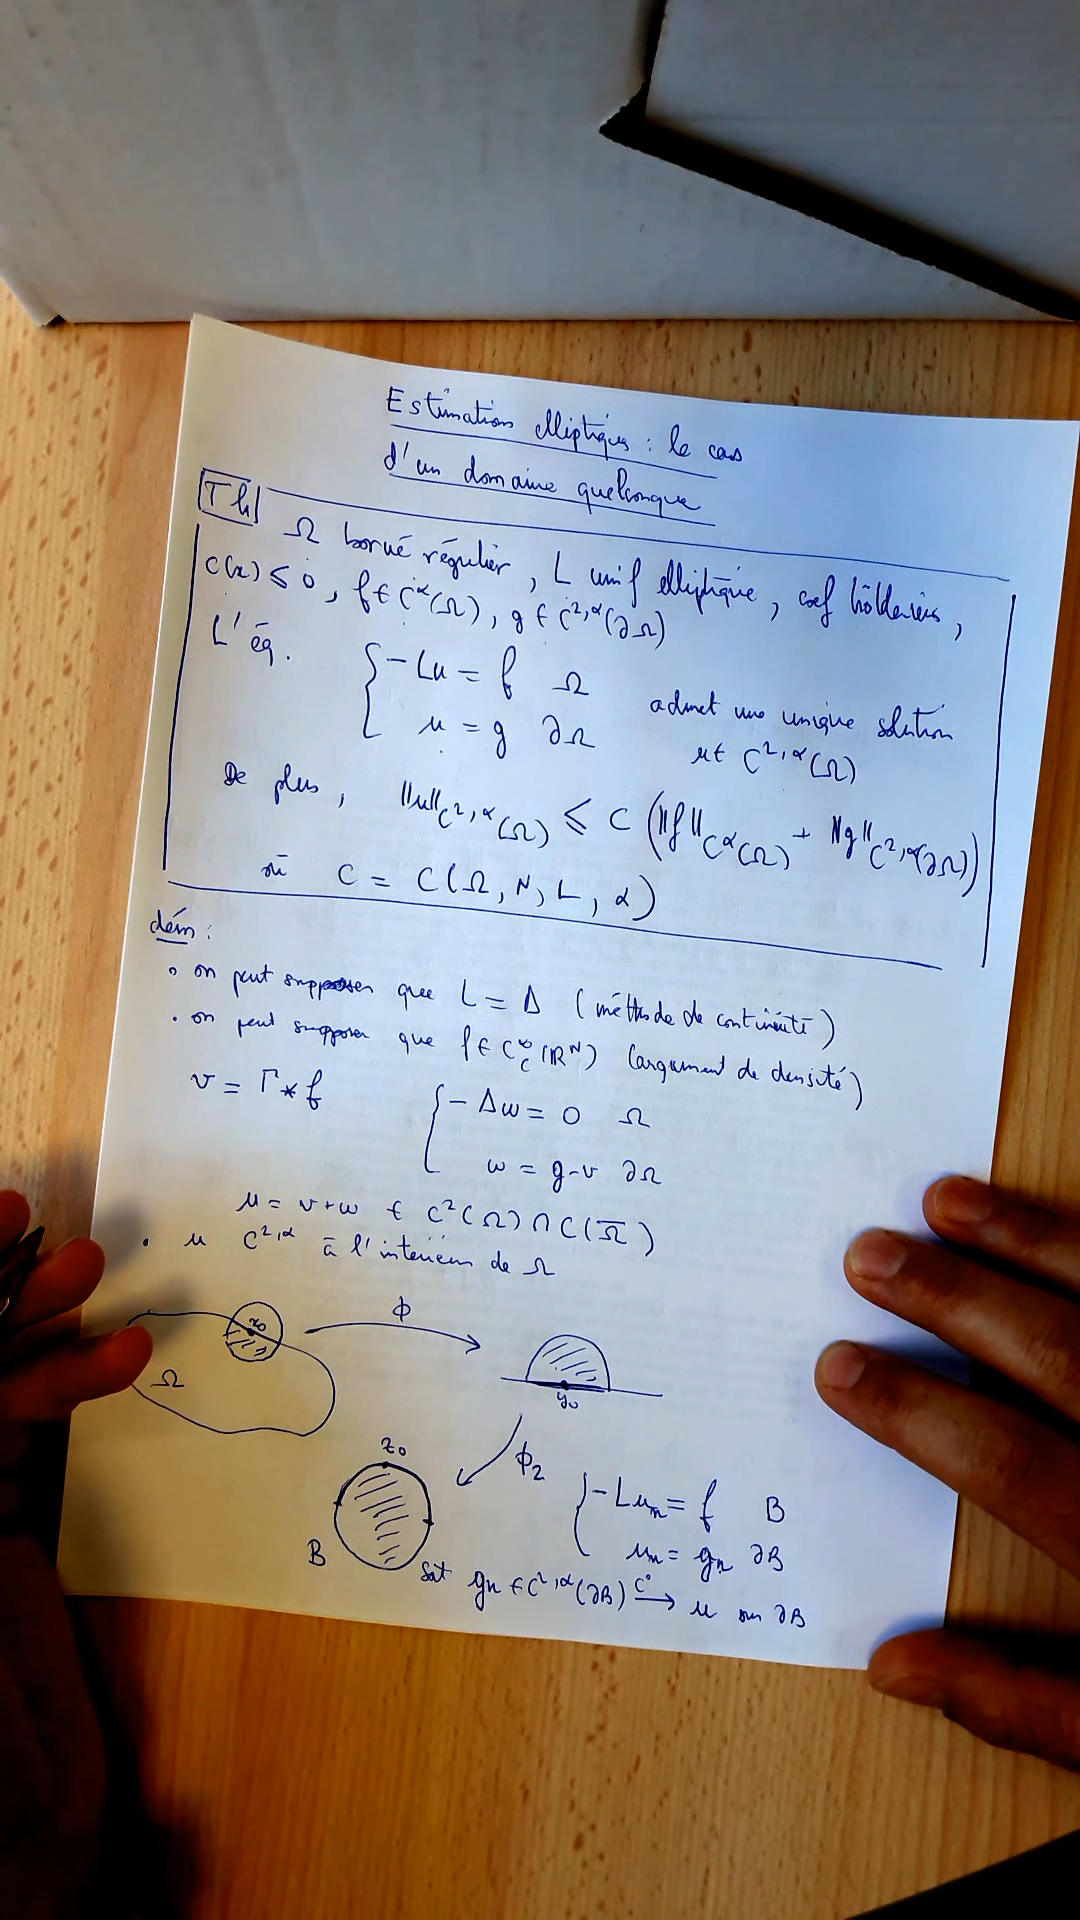 Estimations elliptiques : le cas
d'un domaine quelconque
Th
Ω borné régulier, L unif elliptique, coef höldériens,
c(x) ≤ 0, f ∈ C^α(Ω), g ∈ C^{2,α}(∂Ω)
L'éq. { -Lu = f Ω
u = g ∂Ω
admet une unique solution
u ∈ C^{2,α}(Ω)
De plus, ||u||_{C^{2,α}(Ω)} ≤ C (||f||_{C^α(Ω)} + ||g||_{C^{2,α}(∂Ω)})
où C = C(Ω, N, L, α)
dém :
• on peut supposer que L = Δ (méthode de continuité)
• on peut supposer que f ∈ C_c^∞(ℝ^N) (argument de densité)
v = Γ * f { -Δw = 0 Ω
w = g-v ∂Ω
u = v+w ∈ C²(Ω) ∩ C(Ω̅)
• u C^{2,α} à l'intérieur de Ω
x₀
Ω
ϕ
y₀
ϕ₂
z₀
B
{ -Lu_n = f B
u_n = g_n ∂B
Soit g_n ∈ C^{2,α}(∂B) →^{C⁰} u sur ∂B